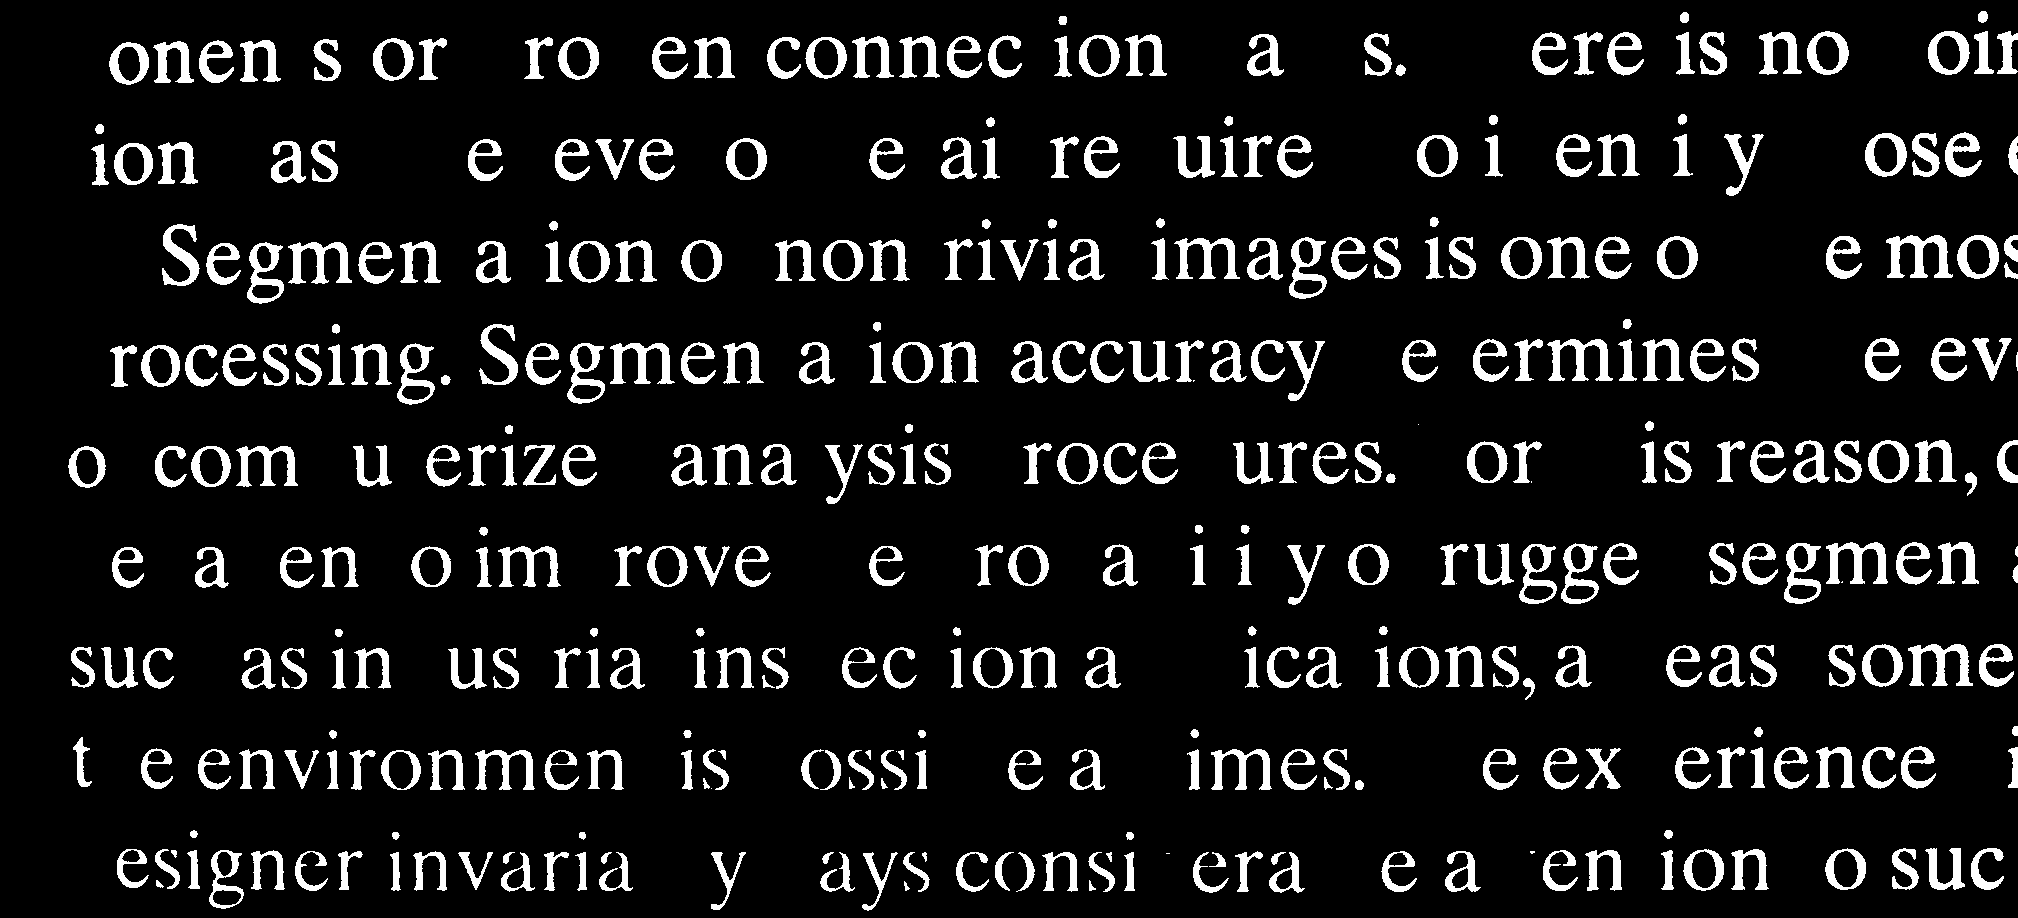 onen s or ro en connec ion a s. ere is no oin
ion as e eve o e ai re uire o i en i y ose e
Segmen a ion o non rivia images is one o e mos
rocessing. Segmen a ion accuracy e ermines e eve
o com u erize ana ysis roce ures. or is reason, c
e a en o im rove e ro a i i y o rugge segmen a
suc as in us ria ins ec ion a ica ions, a eas some
t e environmen is ossi e a imes. e ex erience i
esigner invaria y ays consi era e a en ion o suc